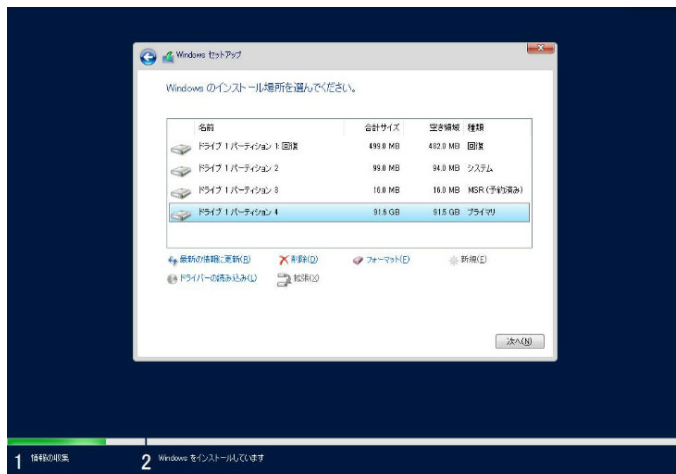 Windows セットアップ
Windows のインストール場所を選んでください。
名前 合計サイズ 空き領域 種類
ドライブ 1 パーティション 1: 回復 499.0 MB 482.0 MB 回復
ドライブ 1 パーティション 2 99.0 MB 94.0 MB システム
ドライブ 1 パーティション 3 16.0 MB 16.0 MB MSR (予約済み)
ドライブ 1 パーティション 4 91.5 GB 91.5 GB プライマリ
最新の情報に更新(R) 削除(D) フォーマット(F) 新規(E)
ドライバーの読み込み(L) 拡張(X)
次へ(N)
1 情報の収集 2 Windows をインストールしています